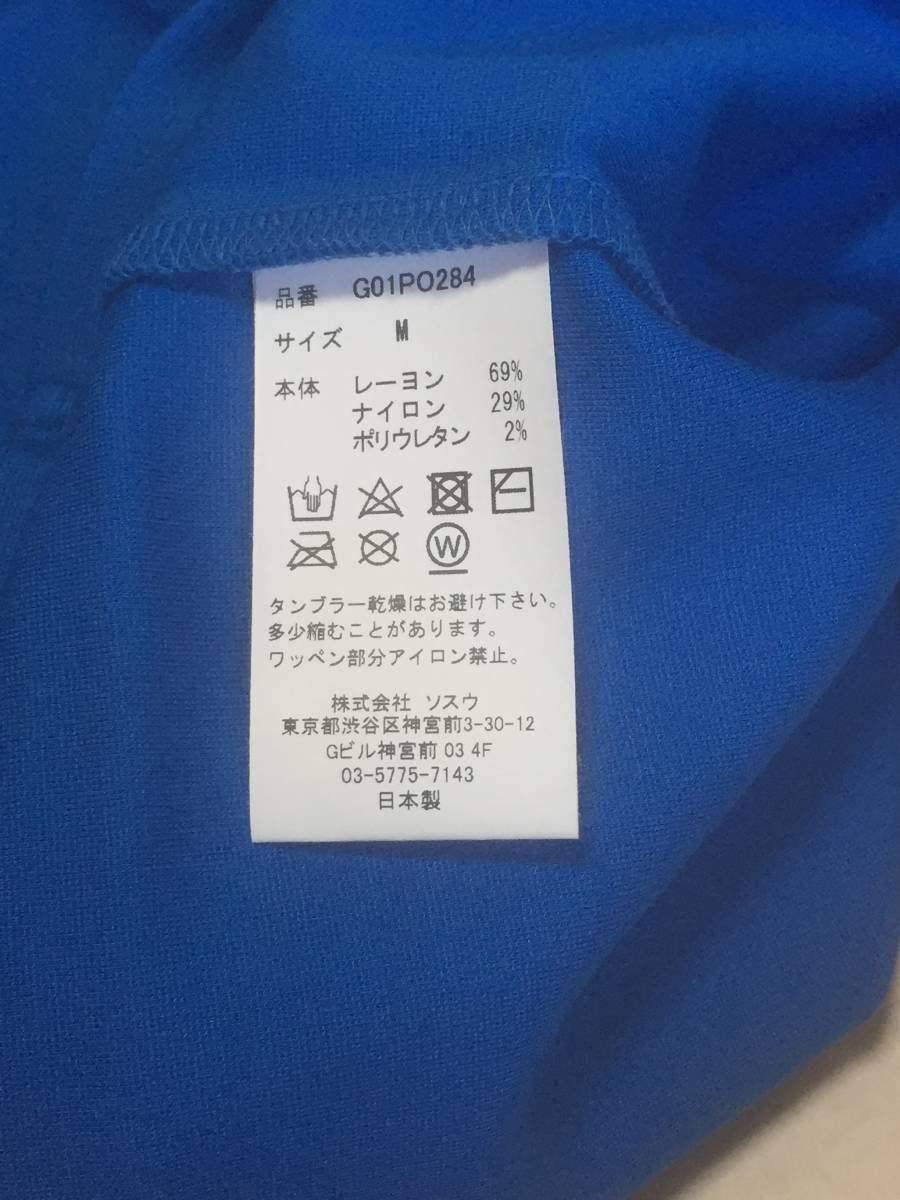 品番 G01PO284
サイズ M
本体 レーヨン 69%
ナイロン 29%
ポリウレタン 2%
W
タンブラー乾燥はお避け下さい。
多少縮むことがあります。
ワッペン部分アイロン禁止。
株式会社 ソスウ
東京都渋谷区神宮前3-30-12
Gビル神宮前 03 4F
03-5775-7143
日本製